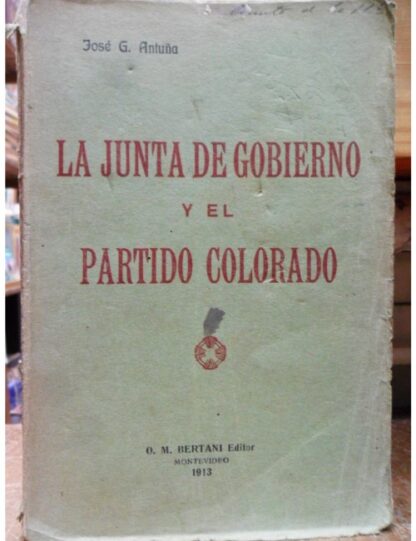 José G. Antuña
LA JUNTA DE GOBIERNO
Y EL
PARTIDO COLORADO
O. M. BERTANI Editor
MONTEVIDEO
1913